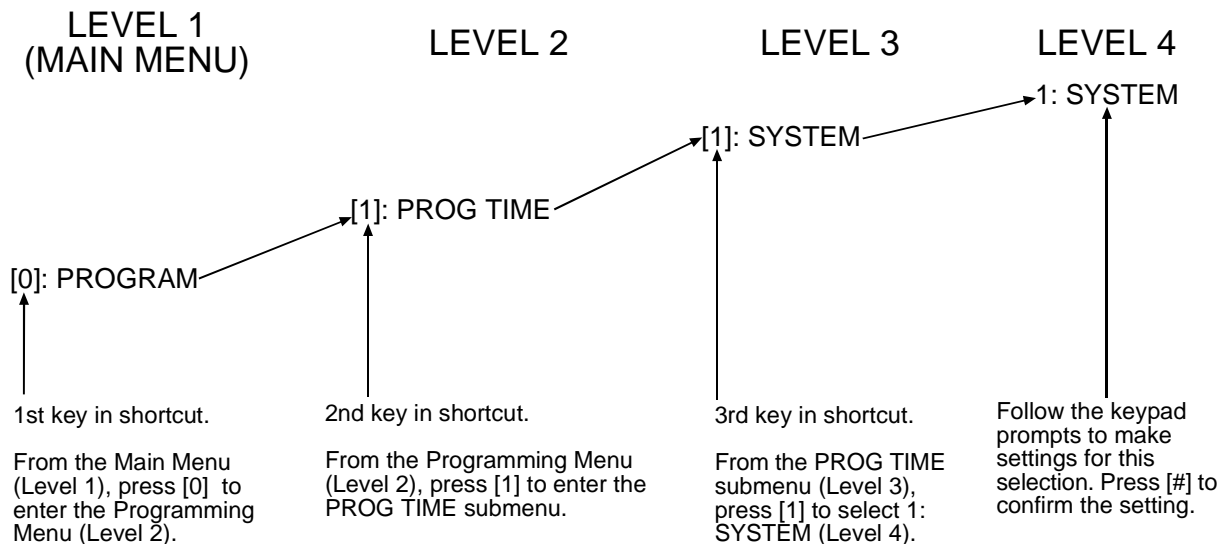 LEVEL 1
(MAIN MENU)
LEVEL 2
LEVEL 3
LEVEL 4
1: SYSTEM
[1]: SYSTEM
[1]: PROG TIME
[0]: PROGRAM
1st key in shortcut.
From the Main Menu
(Level 1), press [0] to
enter the Programming
Menu (Level 2).
2nd key in shortcut.
From the Programming Menu
(Level 2), press [1] to enter the
PROG TIME submenu.
3rd key in shortcut.
From the PROG TIME
submenu (Level 3),
press [1] to select 1:
SYSTEM (Level 4).
Follow the keypad
prompts to make
settings for this
selection. Press [#] to
confirm the setting.